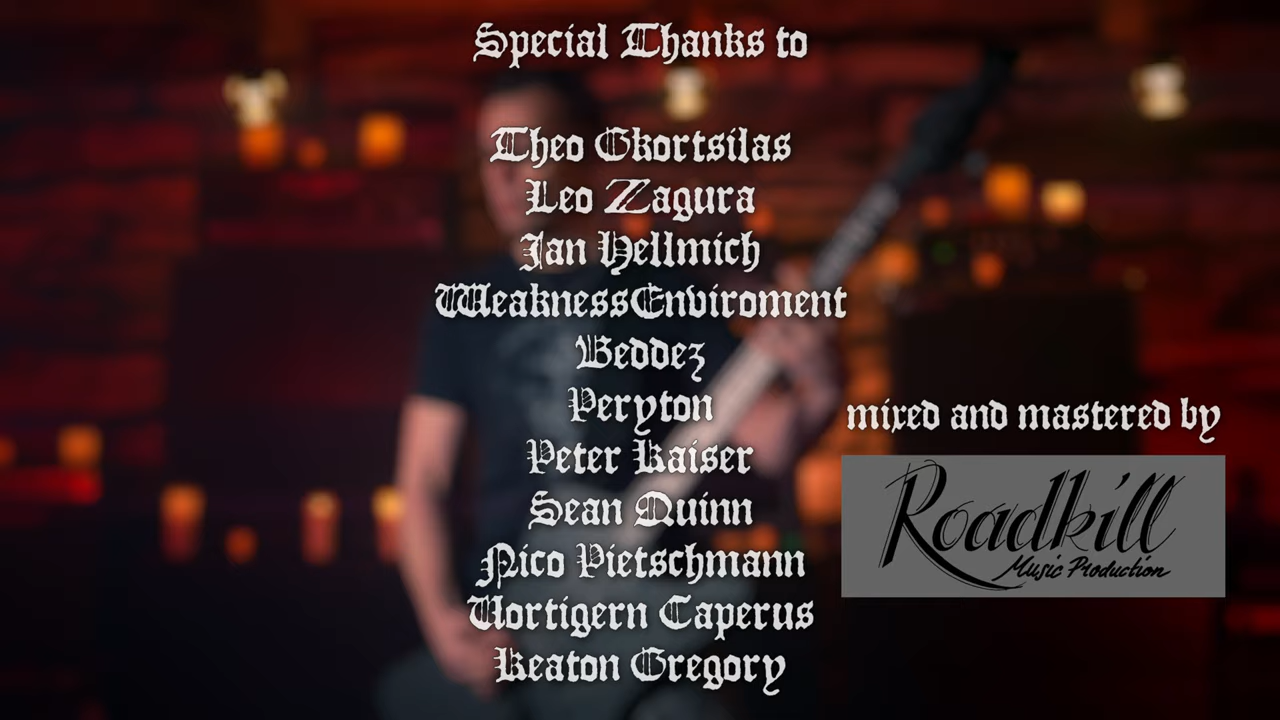 Special Thanks to
Theo Gkortsilas
Leo Zagura
Jan Hellmich
WeaknessEnviroment
Beddez
Peryton
Peter Kaiser
Sean Quinn
Nico Pietschmann
Vortigern Caperus
Keaton Gregory
mixed and mastered by
Roadkill
Music Production